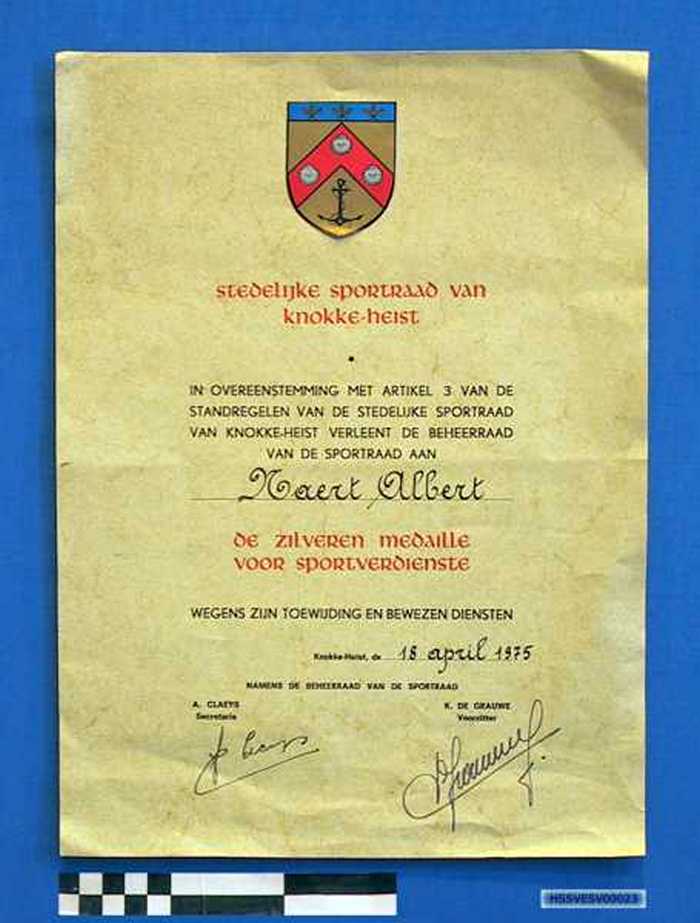 stedelijke sportraad van
knokke-heist
IN OVEREENSTEMMING MET ARTIKEL 3 VAN DE
STANDREGELEN VAN DE STEDELIJKE SPORTRAAD
VAN KNOKKE-HEIST VERLEENT DE BEHEERRAAD
VAN DE SPORTRAAD AAN
Naert Albert
de zilveren medaille
voor sportverdienste
WEGENS ZIJN TOEWIJDING EN BEWEZEN DIENSTEN
Knokke-Heist, de 18 april 1975
NAMENS DE BEHEERRAAD VAN DE SPORTRAAD
A. CLAEYS K. DE GRAUWE
Secretaris Voorzitter
HSSVESV00023